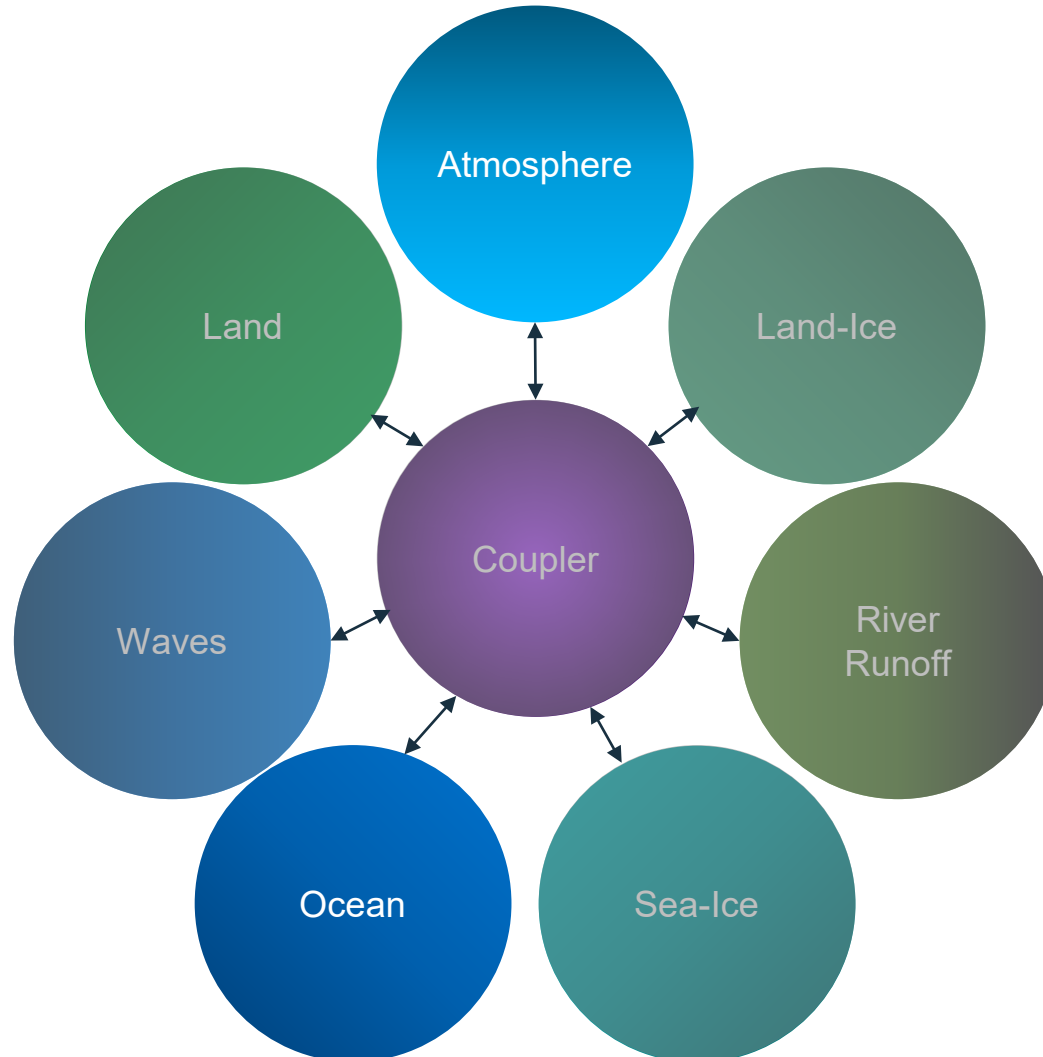 Atmosphere
Land
Land-Ice
Coupler
Waves
River
Runoff
Ocean
Sea-Ice